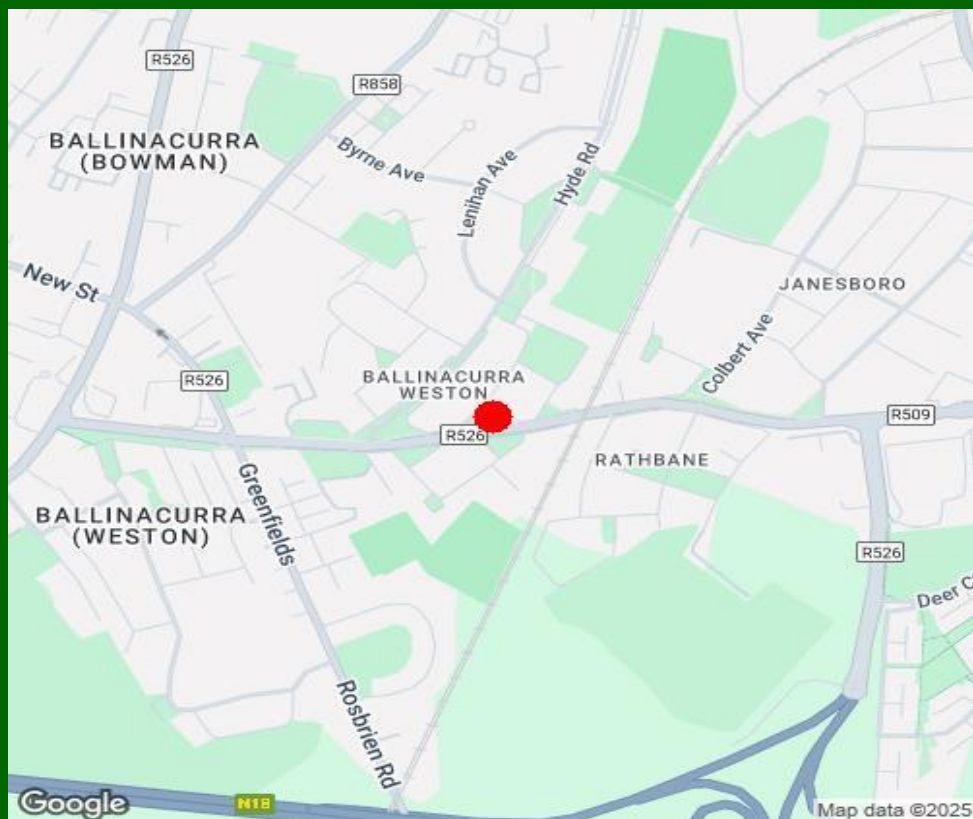 R526
R858
BALLINACURRA
(BOWMAN)
Byrne Ave
Lenihan Ave
Hyde Rd
New St
JANESBORO
Colbert Ave
R526
BALLINACURRA
WESTON
R509
R526
RATHBANE
Greenfields
BALLINACURRA
(WESTON)
R526
Deer
Rosbrien Rd
N18
Google
Map data ©2025